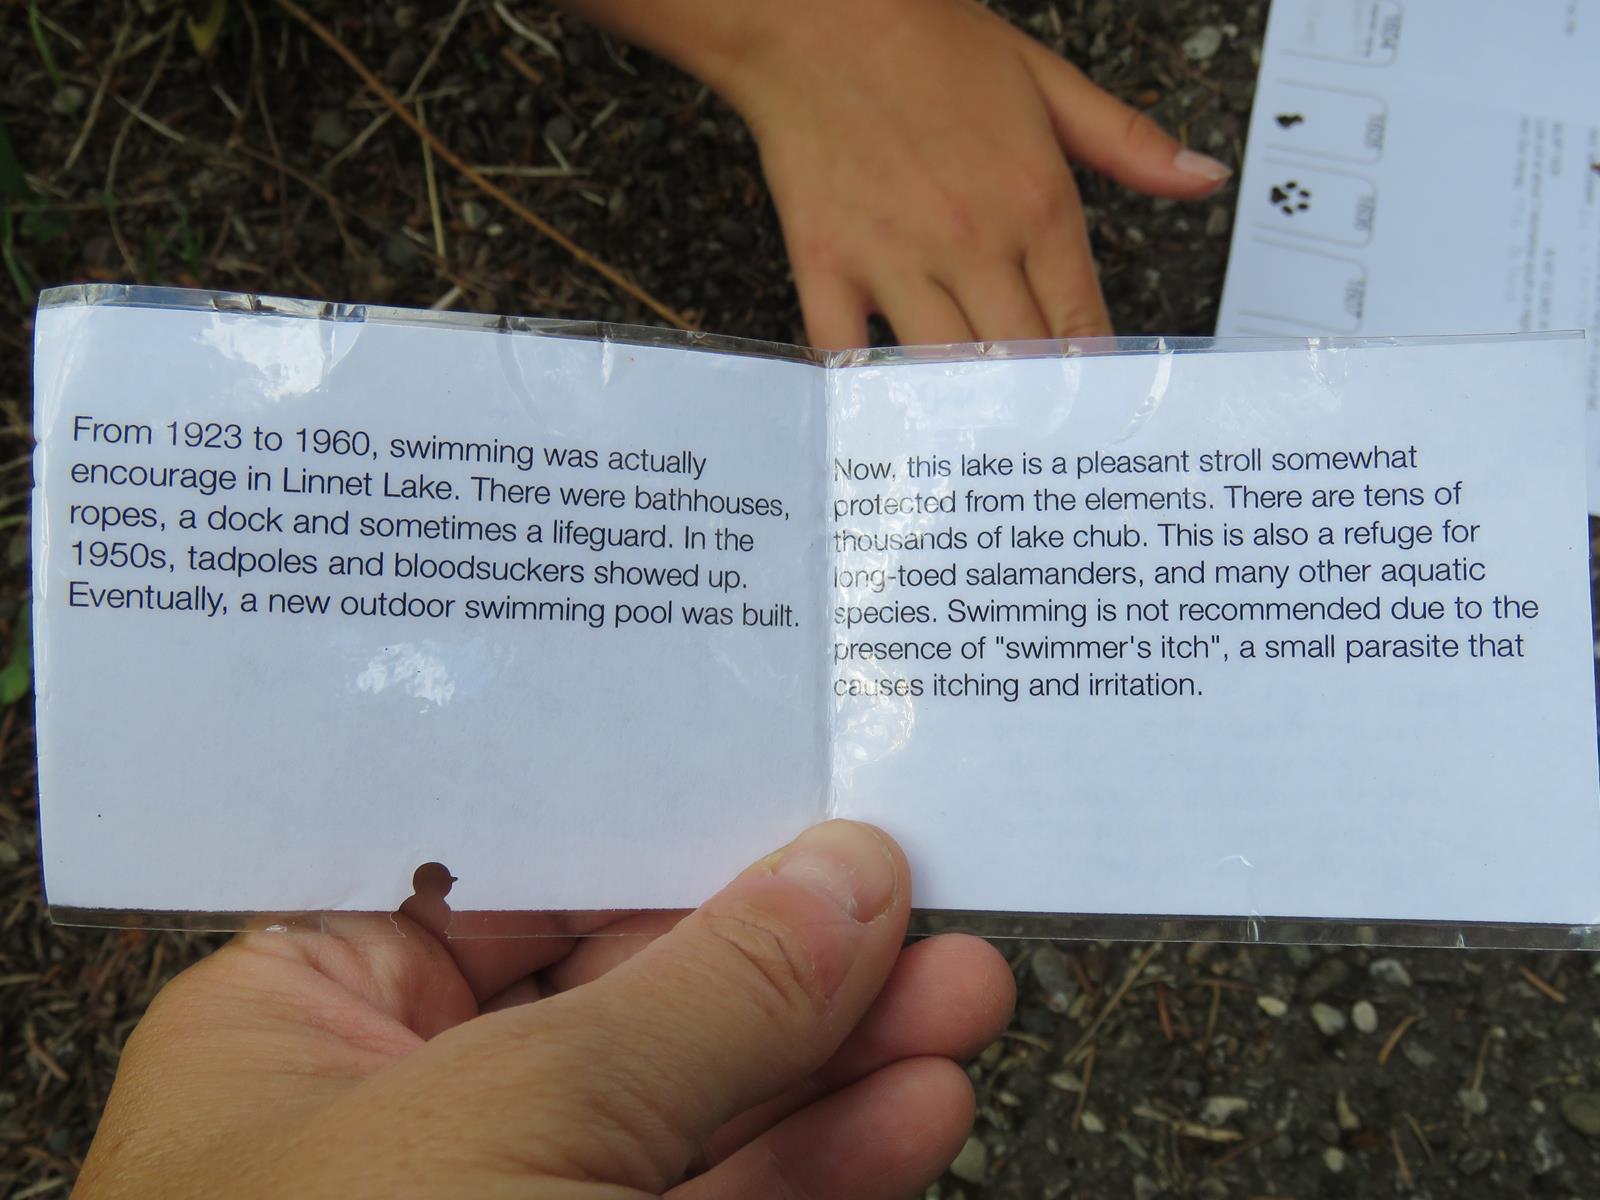 From 1923 to 1960, swimming was actually
encourage in Linnet Lake. There were bathhouses,
ropes, a dock and sometimes a lifeguard. In the
1950s, tadpoles and bloodsuckers showed up.
Eventually, a new outdoor swimming pool was built.
Now, this lake is a pleasant stroll somewhat
protected from the elements. There are tens of
thousands of lake chub. This is also a refuge for
long-toed salamanders, and many other aquatic
species. Swimming is not recommended due to the
presence of "swimmer's itch", a small parasite that
causes itching and irritation.